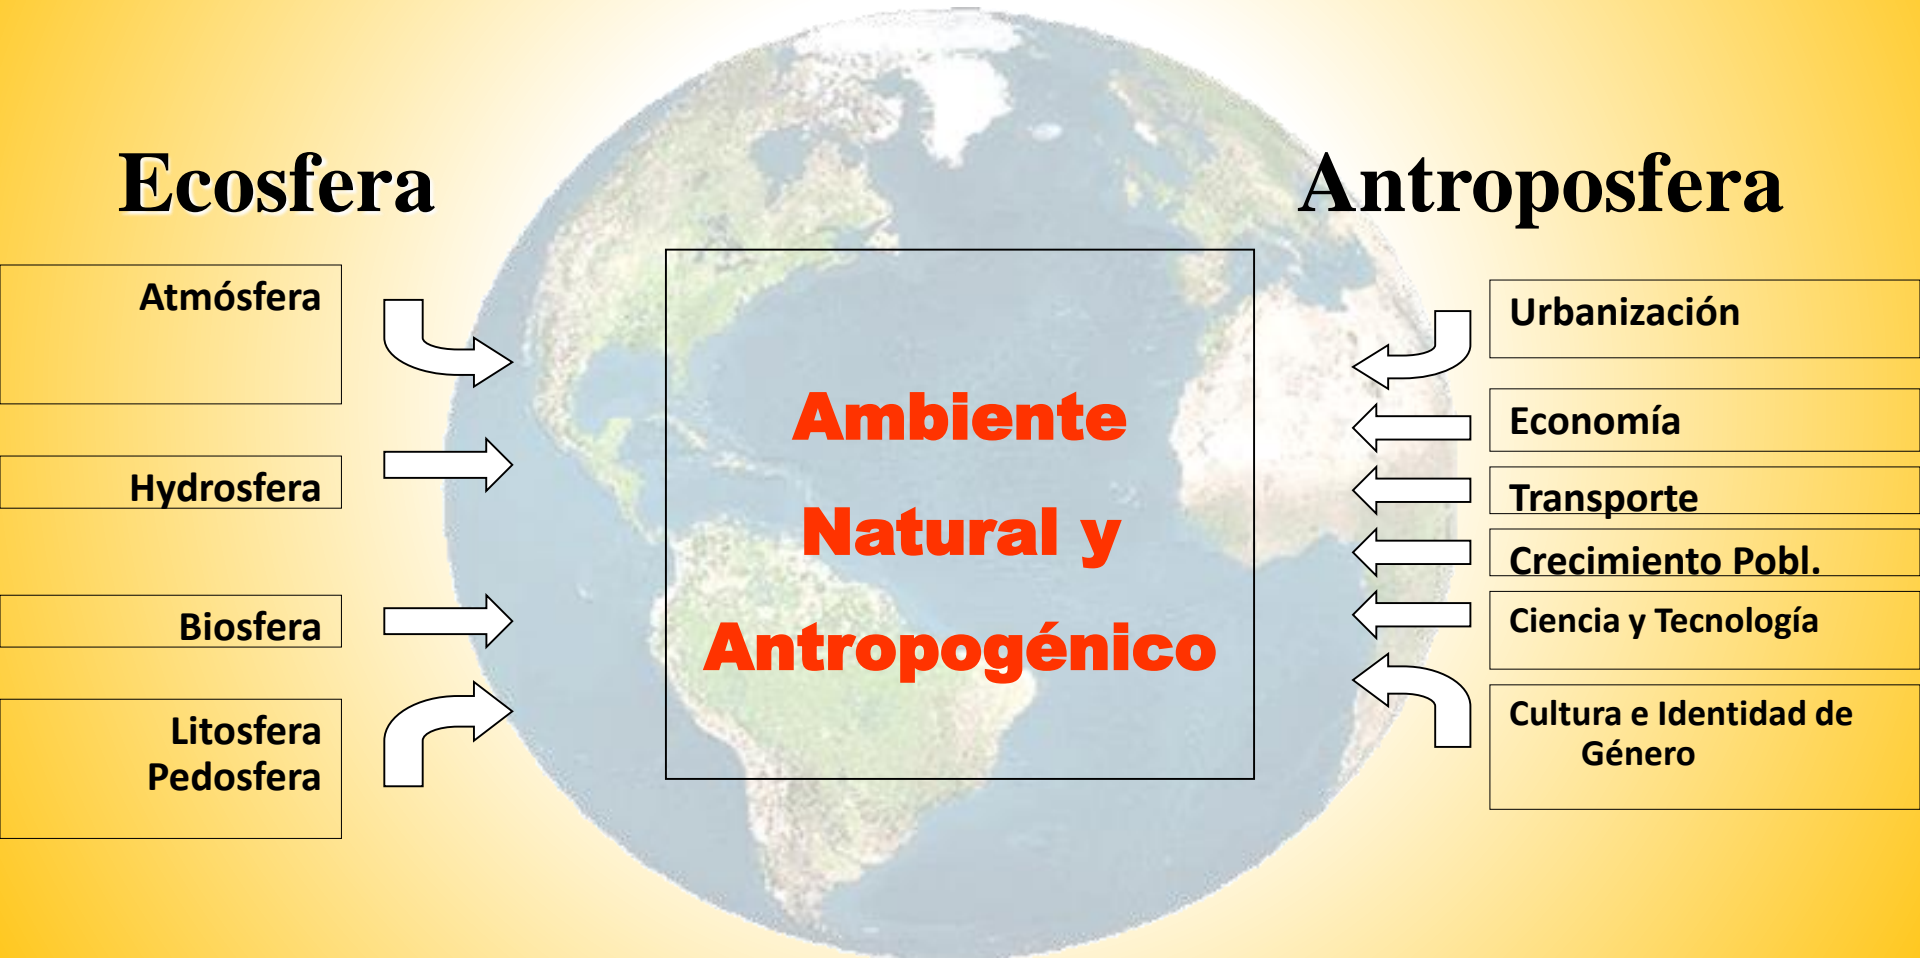 Ecosfera
Atmósfera
Hydrosfera
Biosfera
Litosfera
Pedosfera
Ambiente
Natural y
Antropogénico
Antroposfera
Urbanización
Economía
Transporte
Crecimiento Pobl.
Ciencia y Tecnología
Cultura e Identidad de
Género